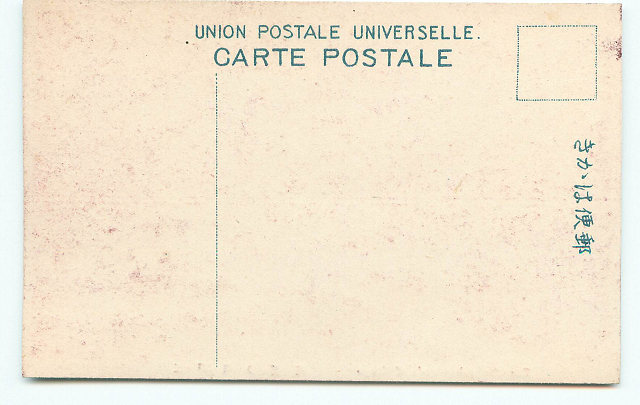 UNION POSTALE UNIVERSELLE.
CARTE POSTALE
きかは便郵